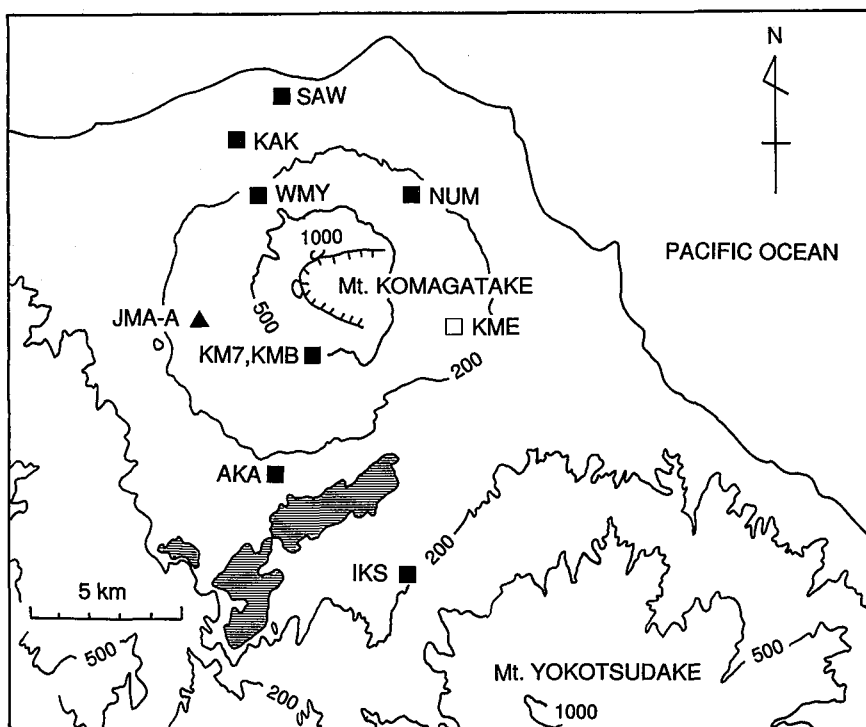 N
SAW
KAK
WMY
NUM
1000
PACIFIC OCEAN
Mt. KOMAGATAKE
500
JMA-A
KME
KM7,KMB
200
AKA
200
IKS
5 km
500
Mt. YOKOTSUDAKE
500
200
1000